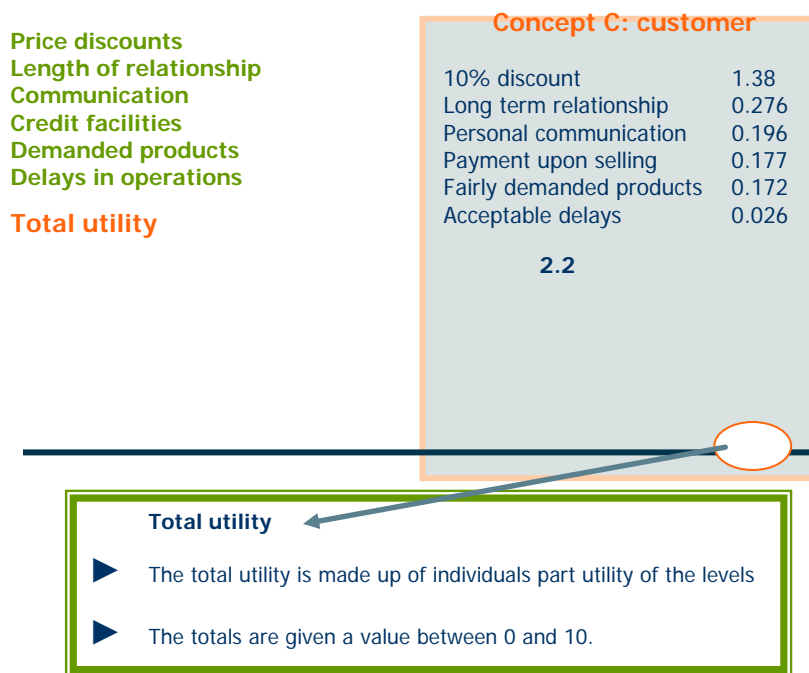 Concept C: customer
Price discounts
Length of relationship
Communication
Credit facilities
Demanded products
Delays in operations
Total utility
10% discount 1.38
Long term relationship 0.276
Personal communication 0.196
Payment upon selling 0.177
Fairly demanded products 0.172
Acceptable delays 0.026
2.2
Total utility
The total utility is made up of individuals part utility of the levels
The totals are given a value between 0 and 10.